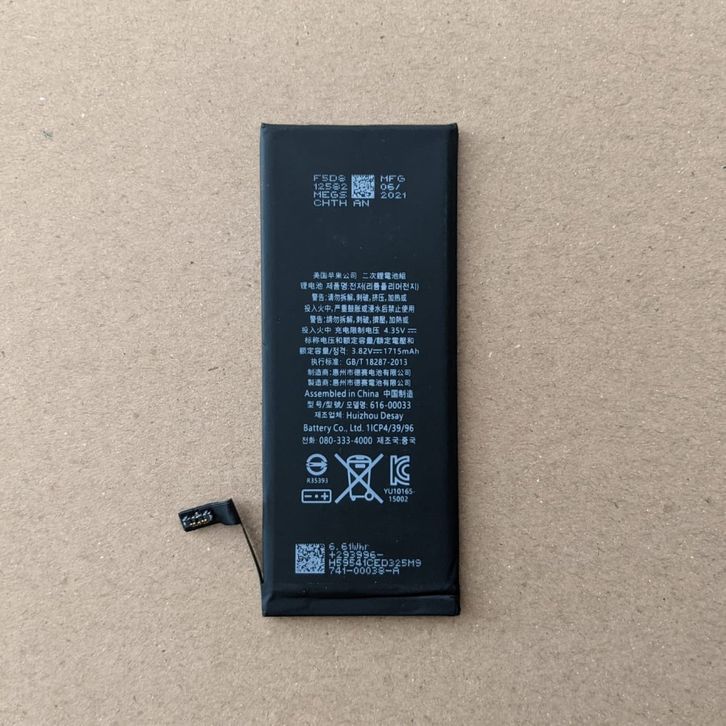 F5D8
12582
MEGS
CHTH AN
MFG
06/
2021
美国苹果公司 二次鋰電池組
锂电池 제품명:전지(리튬폴리머전지)
警告:请勿拆解, 刺破, 挤压, 加热或
投入火中, 严重鼓胀或浸水后禁止使用
警告:請勿拆解, 刺破, 擠壓, 加熱或
投入火中 充电限制电压 4.35V
标称电压和额定容量/額定電壓和
額定容量/정격: 3.82V 1715mAh
执行标准: GB/T 18287-2013
制造商: 惠州市德赛电池有限公司
製造商: 惠州市德賽電池有限公司
Assembled in China 中国制造
型号/型號/ 모델명: 616-00033
제조업체: Huizhou Desay
Battery Co., Ltd. 1ICP4/39/96
전화: 080-333-4000 제조국:중국
R35393
YU10165-
15002
6.61Whr
+293996-
H59541CED325M9
741-00038-A